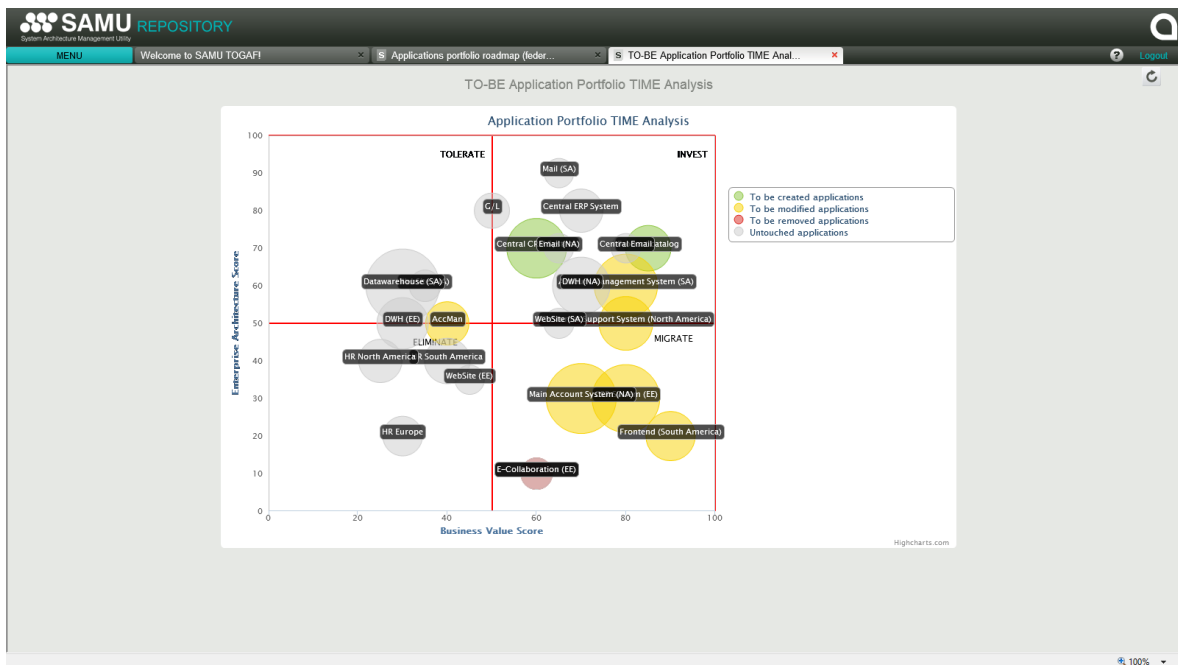 SAMU REPOSITORY
System Architecture Management Utility
MENU
Welcome to SAMU TOGAF!
×
S Applications portfolio roadmap (feder...
×
S TO-BE Application Portfolio TIME Anal...
×
?
Logout
TO-BE Application Portfolio TIME Analysis
Application Portfolio TIME Analysis
100
90
80
70
60
50
40
30
20
10
0
Enterprise Architecture Score
TOLERATE
INVEST
Mail (SA)
G/L
Central ERP System
Central
Email (NA)
Central Email
Datawarehouse (SA)
DWH (NA)
System (SA)
DWH (EE)
AccMan
WebSite (SA)
System (North America)
ELIMINATE
MIGRATE
HR North America
South America
WebSite (EE)
Main Account System (NA)
(EE)
HR Europe
Frontend (South America)
E-Collaboration (EE)
0
20
40
60
80
100
Business Value Score
To be created applications
To be modified applications
To be removed applications
Untouched applications
Highcharts.com
100%